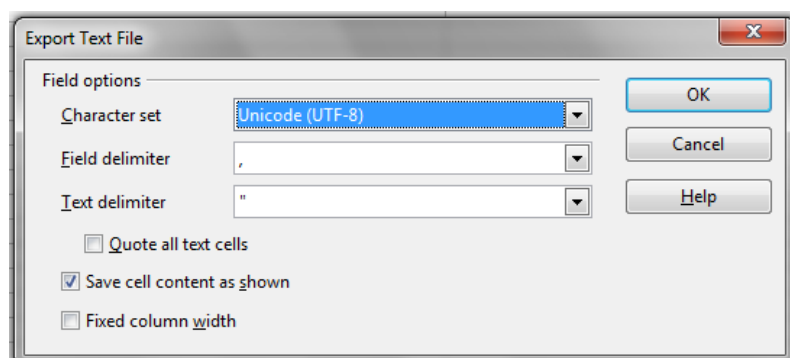 Export Text File
Field options
Character set Unicode (UTF-8)
Field delimiter ,
Text delimiter "
Quote all text cells
Save cell content as shown
Fixed column width
OK
Cancel
Help